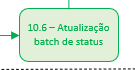 10.6 – Atualização
batch de status